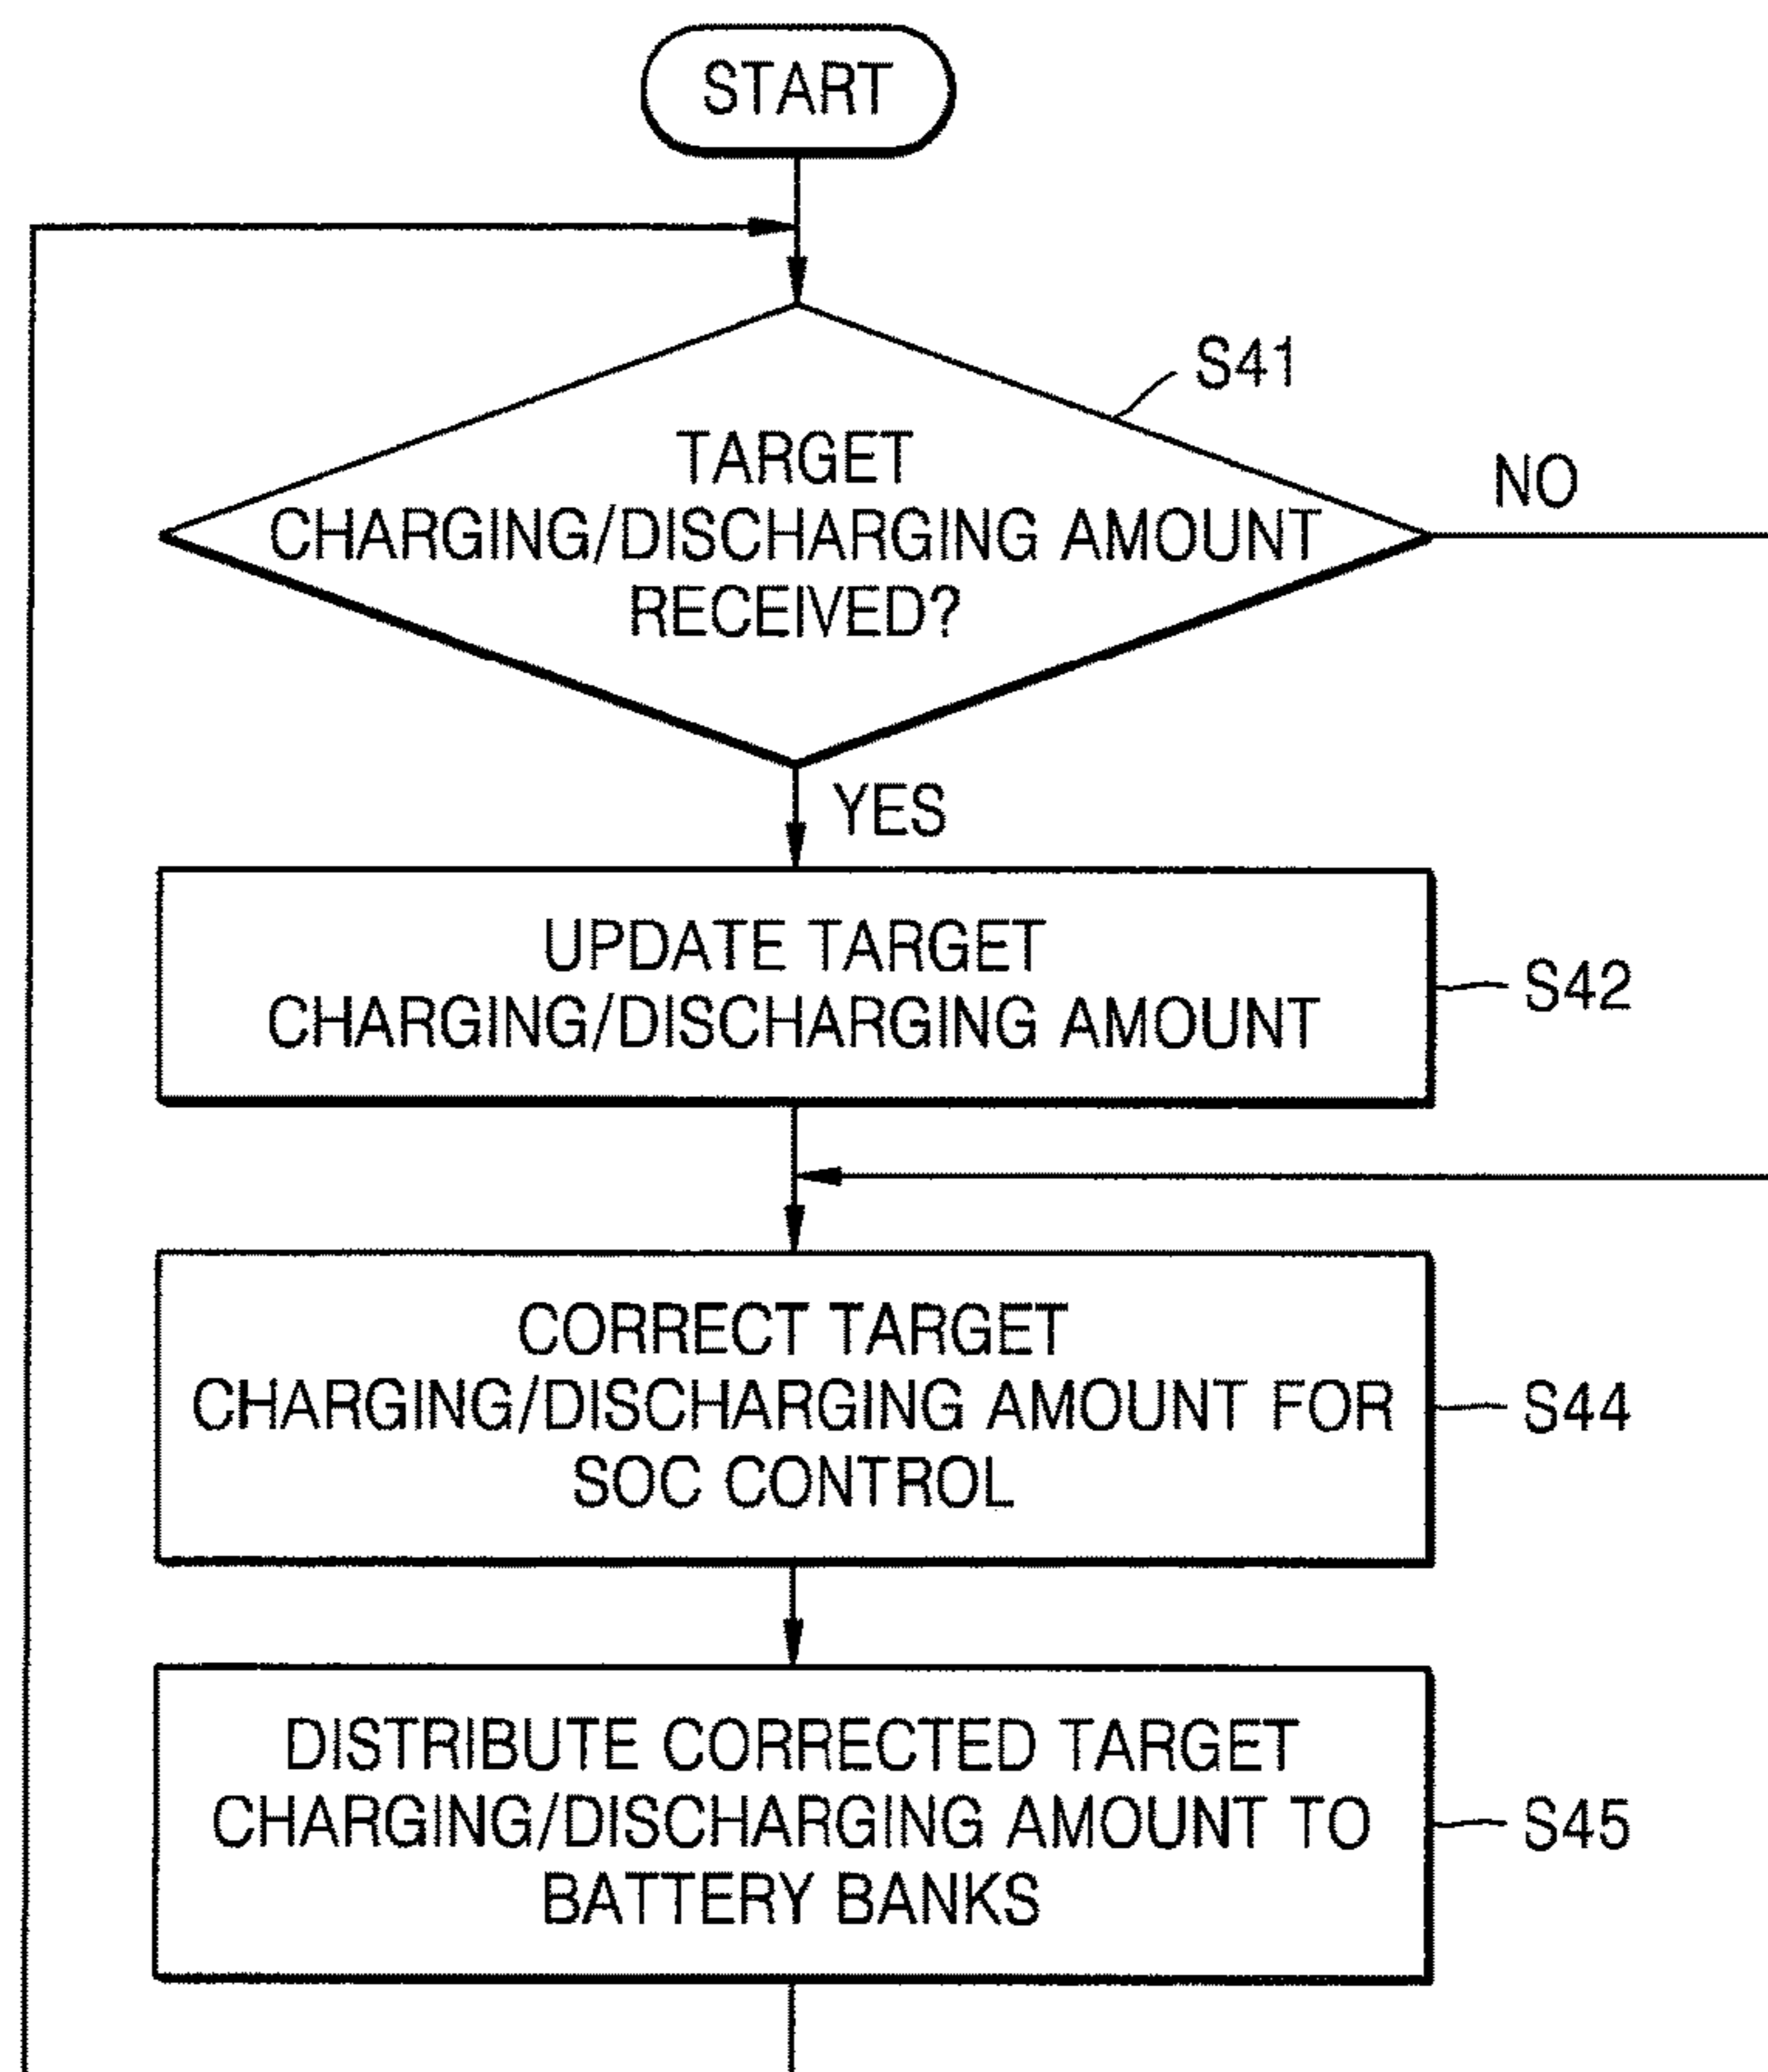 START
S41
TARGET
CHARGING/DISCHARGING AMOUNT
RECEIVED?
NO
YES
UPDATE TARGET
CHARGING/DISCHARGING AMOUNT
S42
CORRECT TARGET
CHARGING/DISCHARGING AMOUNT FOR
SOC CONTROL
S44
DISTRIBUTE CORRECTED TARGET
CHARGING/DISCHARGING AMOUNT TO
BATTERY BANKS
S45